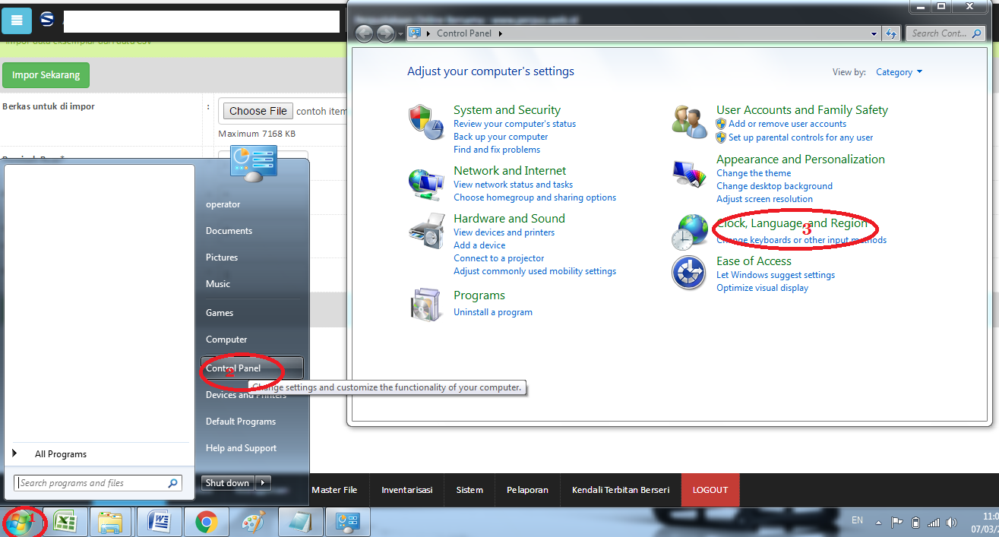 Impor data eksemplar dari data CSV
Impor Sekarang
Berkas untuk di impor
:
Choose File contoh item
Maximum 7168 KB
operator
Documents
Pictures
Music
Games
Computer
Control Panel
2
Change settings and customize the functionality of your computer.
Devices and Printers
Default Programs
Help and Support
All Programs
Search programs and files
Shut down
Control Panel
Search Cont...
Adjust your computer's settings
View by: Category
System and Security
Review your computer's status
Back up your computer
Find and fix problems
Network and Internet
View network status and tasks
Choose homegroup and sharing options
Hardware and Sound
View devices and printers
Add a device
Connect to a projector
Adjust commonly used mobility settings
Programs
Uninstall a program
User Accounts and Family Safety
Add or remove user accounts
Set up parental controls for any user
Appearance and Personalization
Change the theme
Change desktop background
Adjust screen resolution
Clock, Language, and Region
3
Change keyboards or other input methods
Ease of Access
Let Windows suggest settings
Optimize visual display
Master File Inventarisasi Sistem Pelaporan Kendali Terbitan Berseri LOGOUT
1
EN
11:0
07/03/2